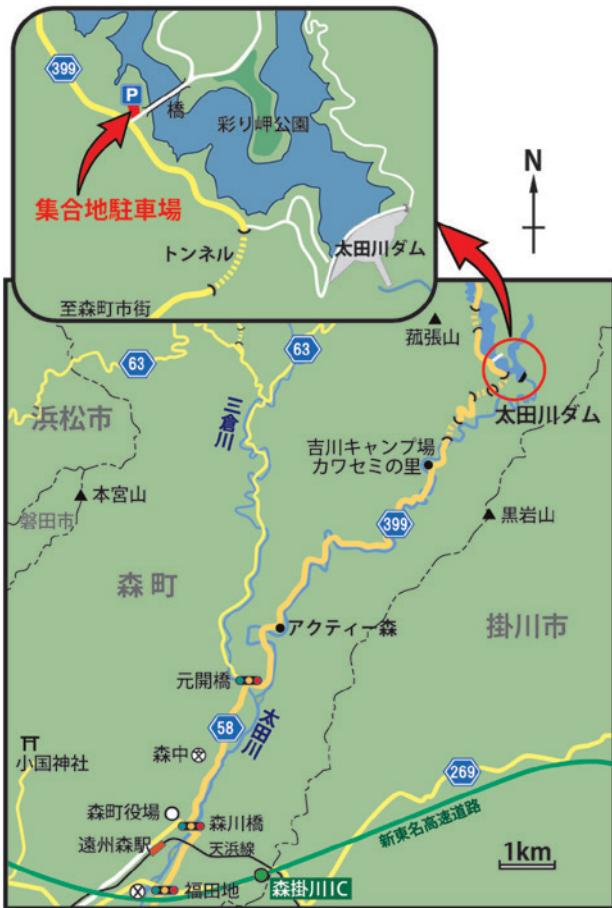 399
P
橋
彩り岬公園
集合地駐車場
トンネル
太田川ダム
至森町市街
N
63
63
菰張山
浜松市
三倉川
太田川ダム
本宮山
吉川キャンプ場
カワセミの里
磐田市
399
黒岩山
森町
アクティー森
掛川市
元開橋
58
太田川
小国神社
森中
269
森町役場
森川橋
新東名高速道路
遠州森駅
天浜線
1km
福田地
森掛川IC